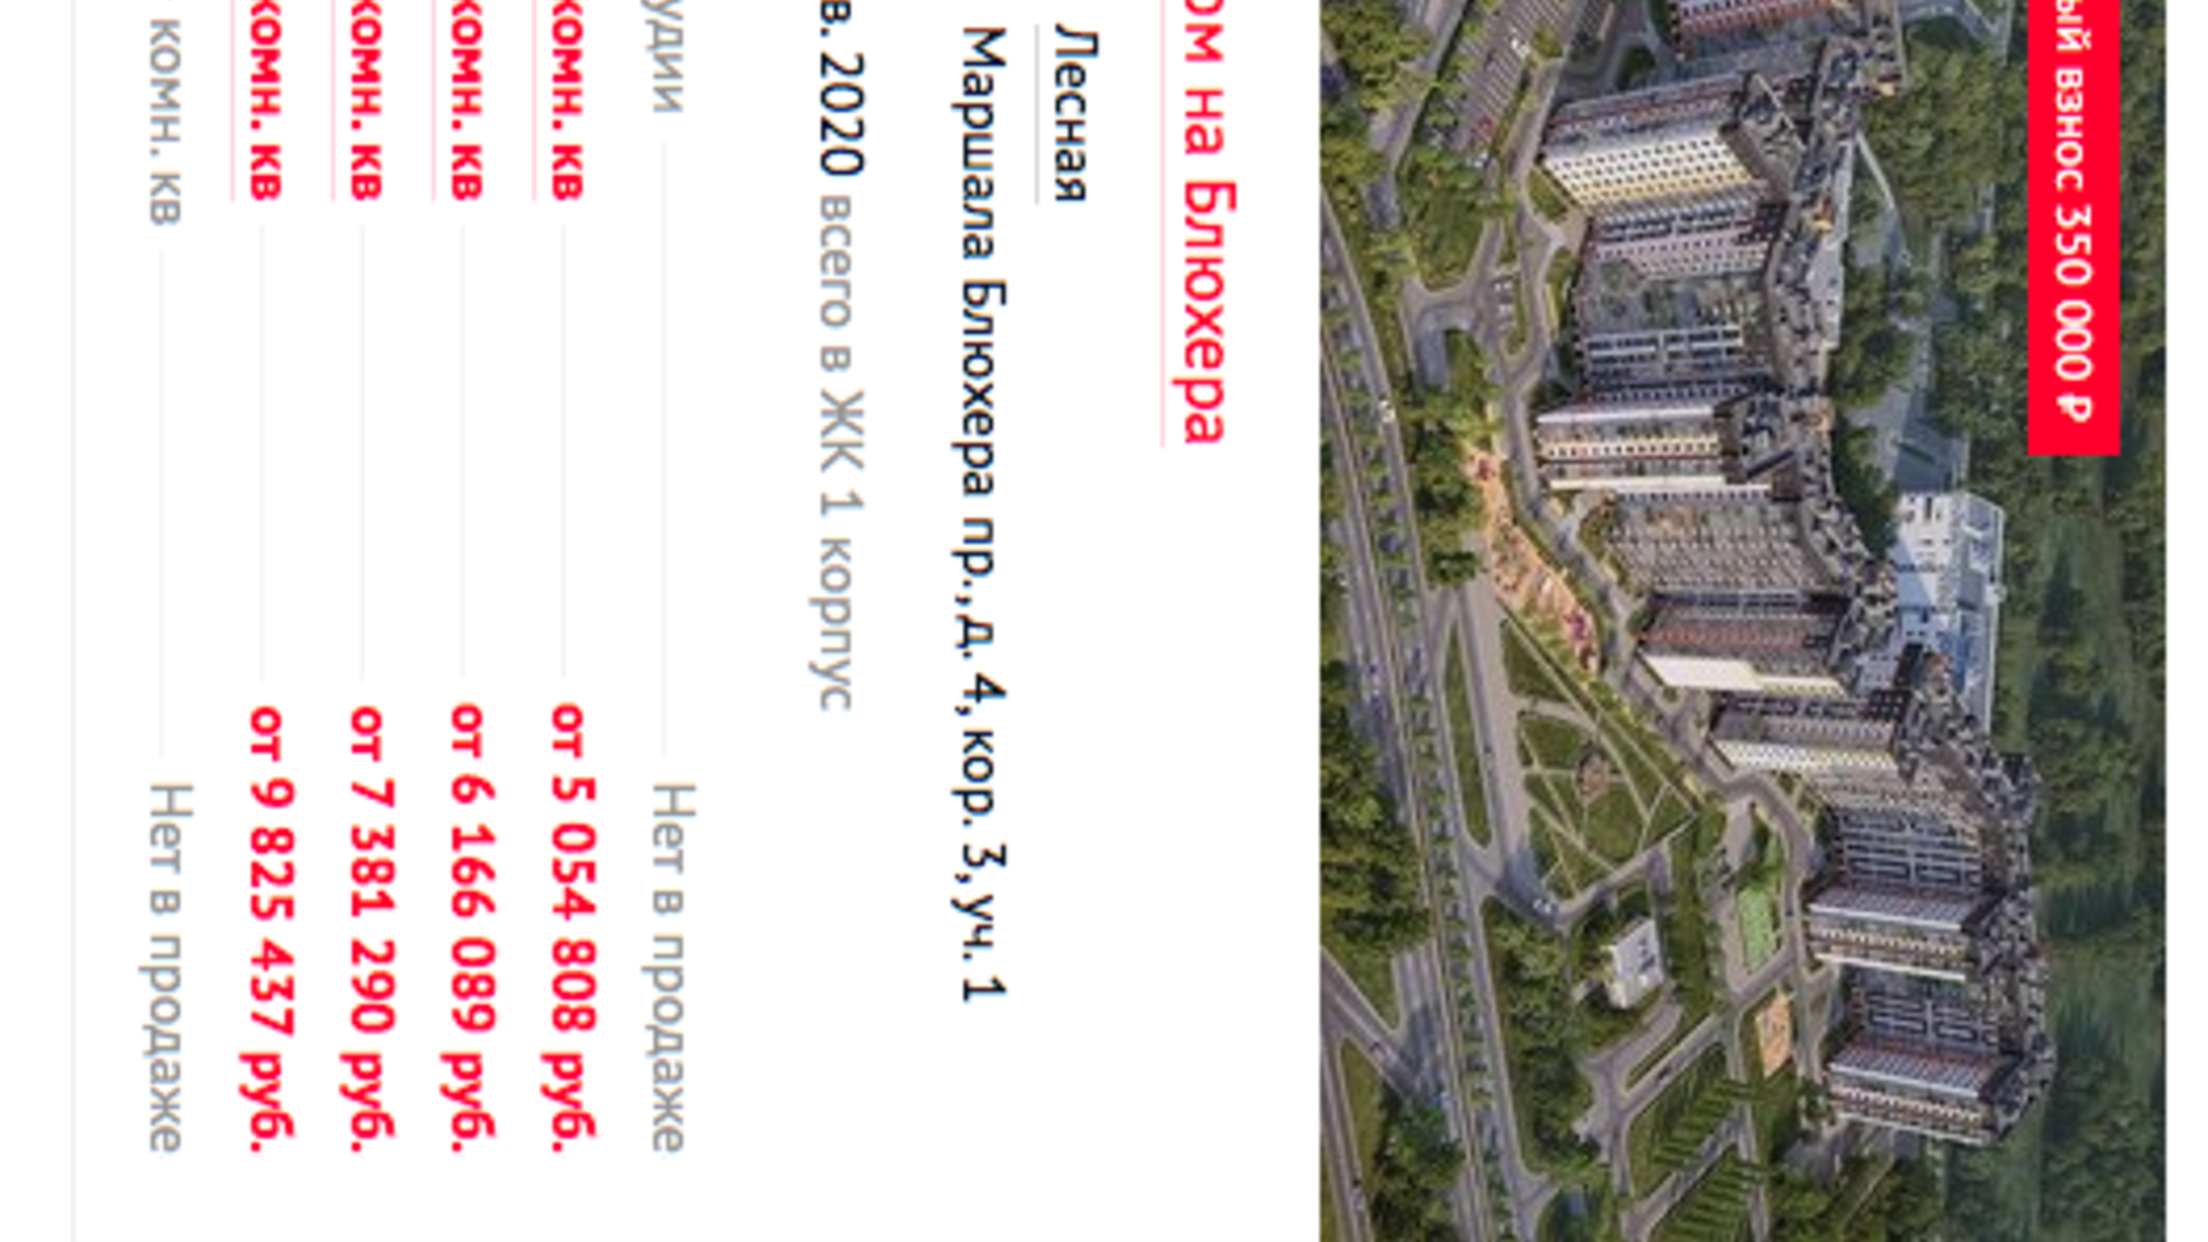 ый взнос 350 000 ₽
ом на Блюхера
Лесная
Маршала Блюхера пр., д. 4, кор. 3, уч. 1
в. 2020 всего в ЖК 1 корпус
удии Нет в продаже
комн. кв от 5 054 808 руб.
комн. кв от 6 166 089 руб.
комн. кв от 7 381 290 руб.
комн. кв от 9 825 437 руб.
комн. кв Нет в продаже